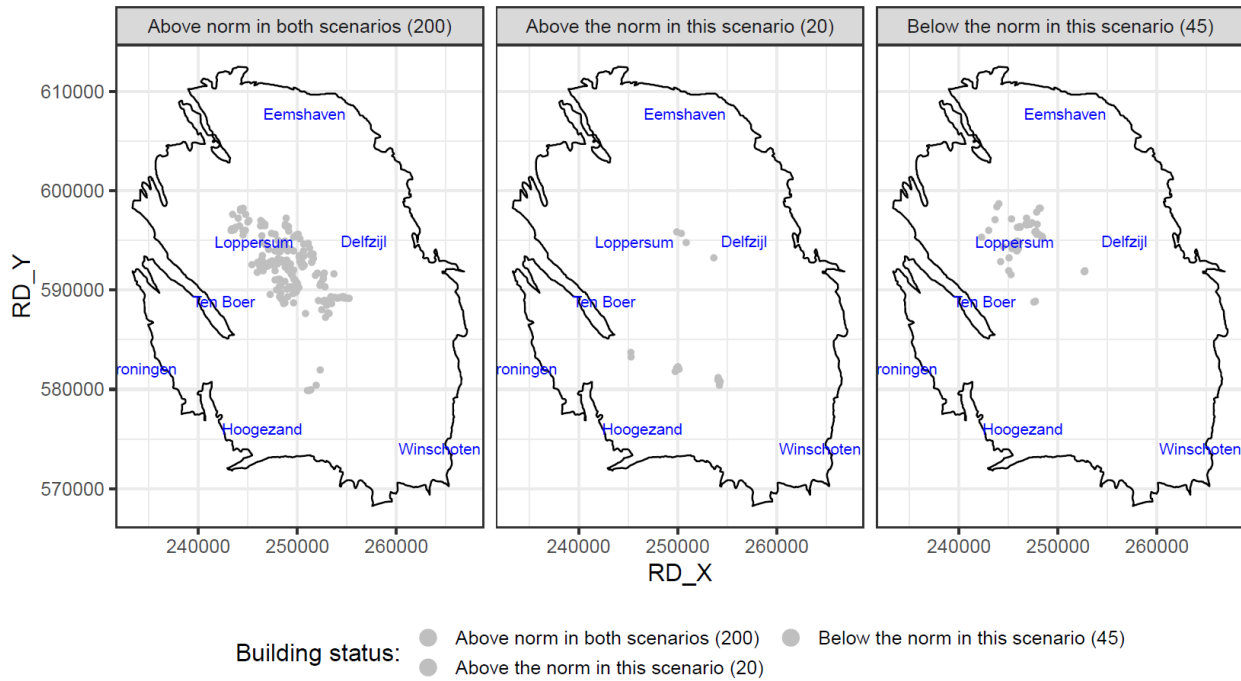 Above norm in both scenarios (200)
Above the norm in this scenario (20)
Below the norm in this scenario (45)
RD_Y
610000
600000
590000
580000
570000
Eemshaven
Loppersum
Delfzijl
Ten Boer
roningen
Hoogezand
Winschoten
Eemshaven
Loppersum
Delfzijl
Ten Boer
roningen
Hoogezand
Winschoten
Eemshaven
Loppersum
Delfzijl
Ten Boer
roningen
Hoogezand
Winschoten
240000 250000 260000
240000 250000 260000
240000 250000 260000
RD_X
Building status:
Above norm in both scenarios (200)
Below the norm in this scenario (45)
Above the norm in this scenario (20)